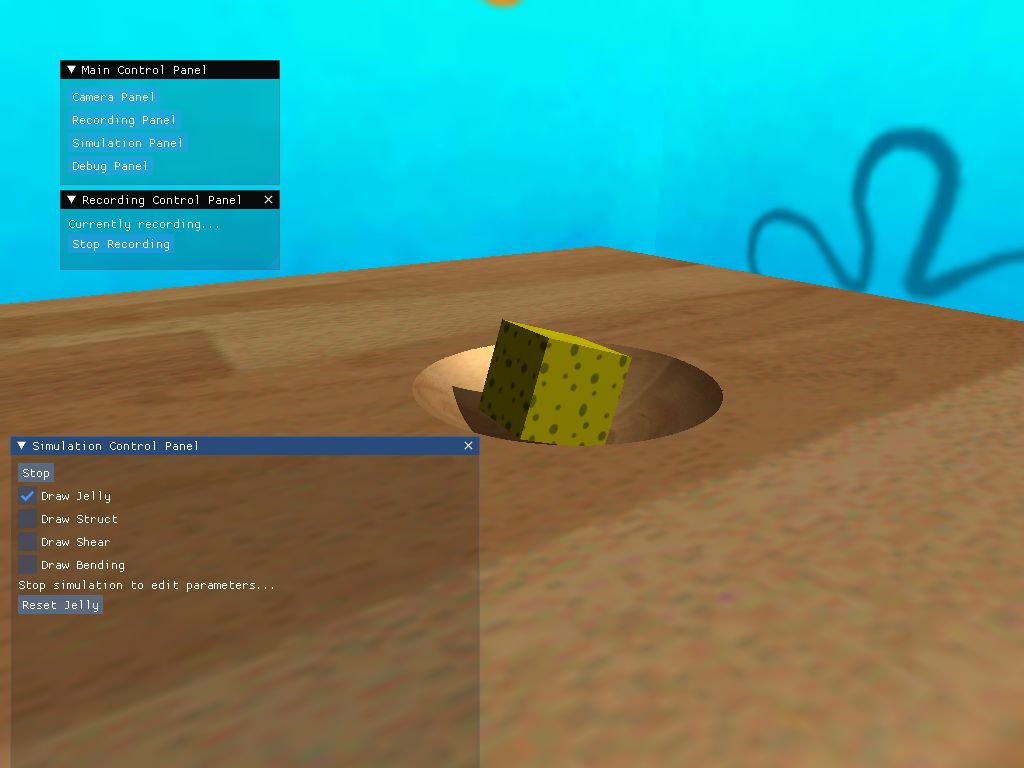 Main Control Panel
Camera Panel
Recording Panel
Simulation Panel
Debug Panel
Recording Control Panel
Currently recording...
Stop Recording
Simulation Control Panel
Stop
Draw Jelly
Draw Struct
Draw Shear
Draw Bending
Stop simulation to edit parameters...
Reset Jelly